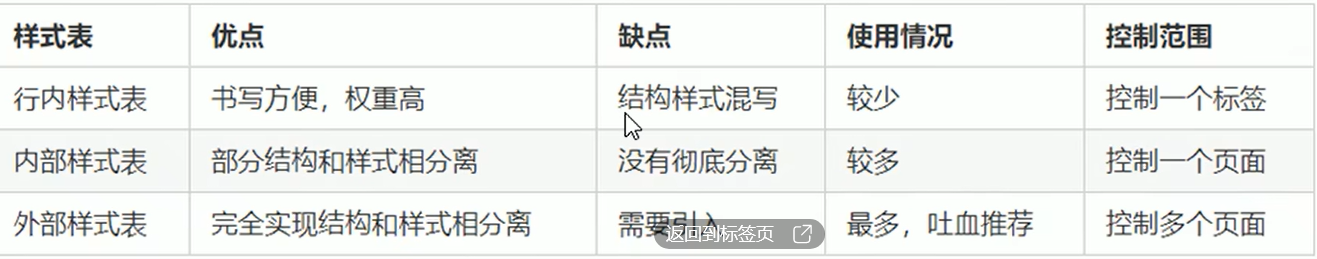 样式表 优点 缺点 使用情况 控制范围
行内样式表 书写方便，权重高 结构样式混写 较少 控制一个标签
内部样式表 部分结构和样式相分离 没有彻底分离 较多 控制一个页面
外部样式表 完全实现结构和样式相分离 需要引入 最多，吐血推荐 控制多个页面
返回到标签页